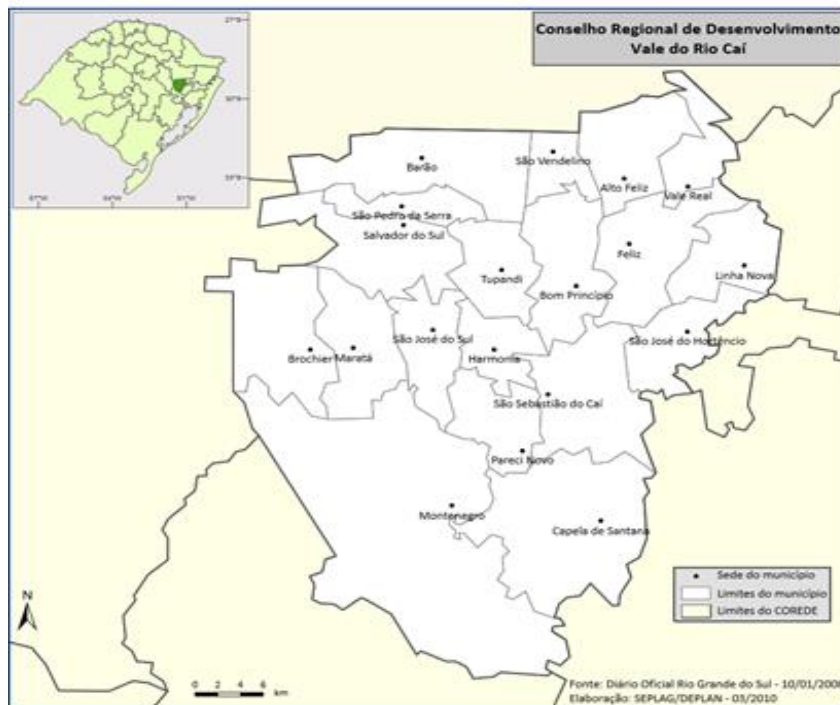 Conselho Regional de Desenvolvimento
Vale do Rio Caí
Barão
São Vendelino
Alto Feliz
Vale Real
São Pedro da Serra
Salvador do Sul
Feliz
Tupandi
Linha Nova
Bom Princípio
São José do Sul
São José do Hortêncio
Brochier
Maratá
Harmonia
São Sebastião do Caí
Pareci Novo
Montenegro
Capela de Santana
Sede do município
Limites do município
Limites do COREDE
N
0 2 4 6
km
Fonte: Diário Oficial Rio Grande do Sul -
Elaboração: SEPLAG/DEPLAN - 03/2010